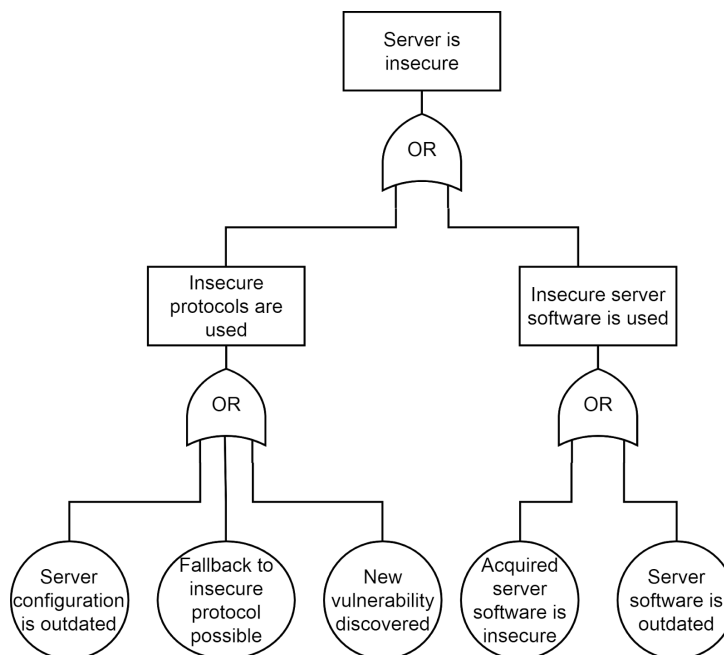 Server is
insecure
OR
Insecure
protocols are
used
Insecure server
software is used
OR
OR
Server
configuration
is outdated
Fallback to
insecure
protocol
possible
New
vulnerability
discovered
Acquired
server
software is
insecure
Server
software is
outdated